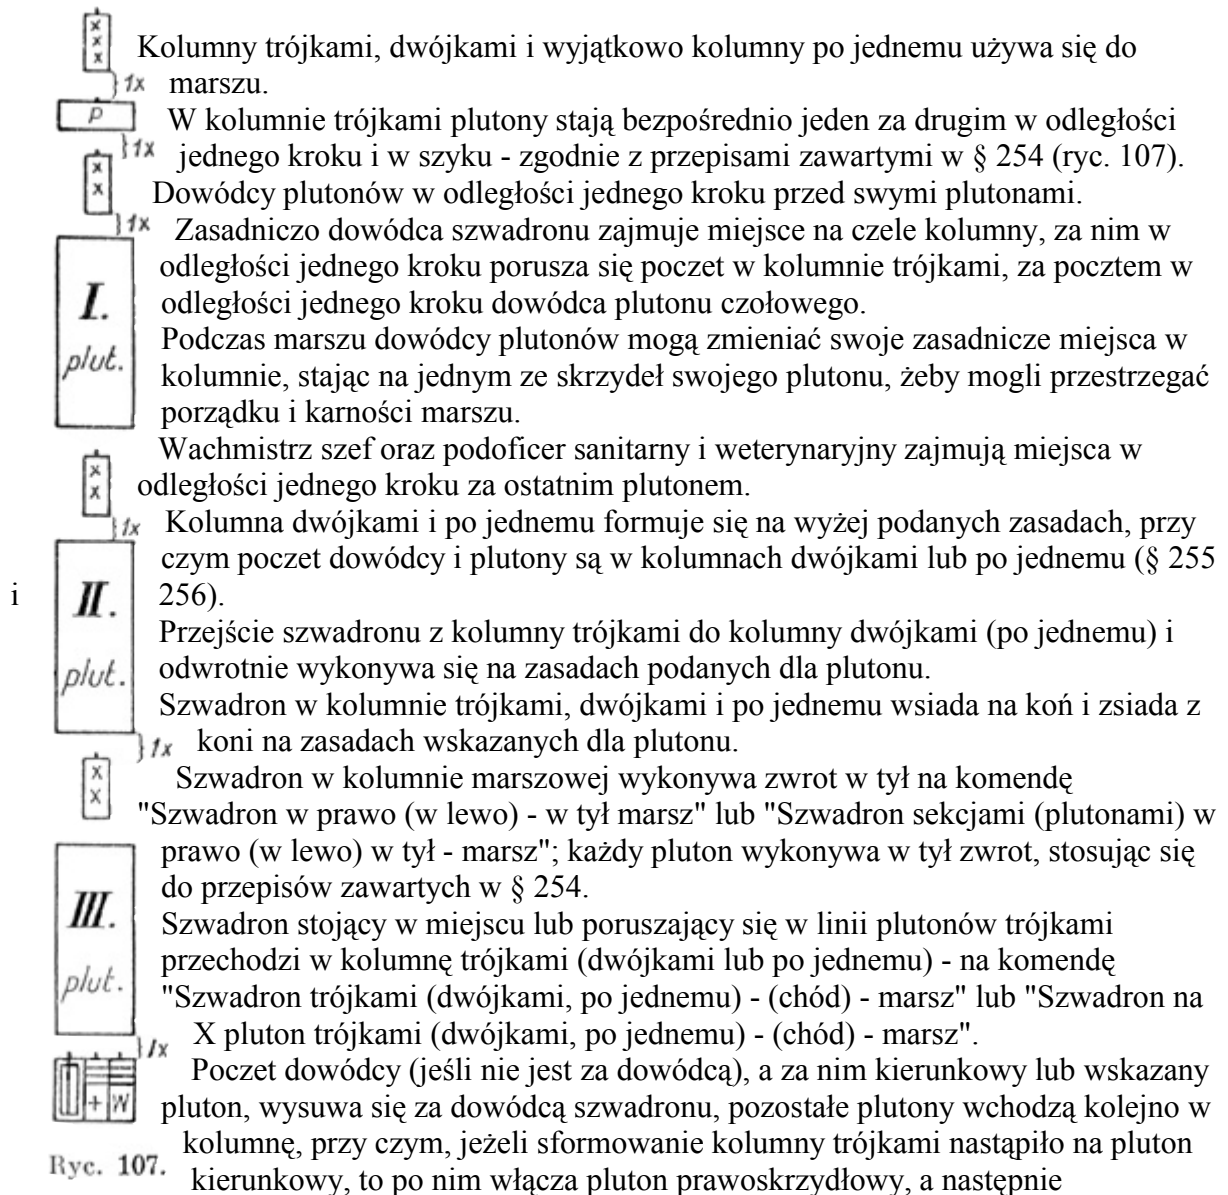 Kolumny trójkami, dwójkami i wyjątkowo kolumny po jednemu używa się do
marszu.
W kolumnie trójkami plutony stają bezpośrednio jeden za drugim w odległości
jednego kroku i w szyku - zgodnie z przepisami zawartymi w § 254 (ryc. 107).
Dowódcy plutonów w odległości jednego kroku przed swymi plutonami.
Zasadniczo dowódca szwadronu zajmuje miejsce na czele kolumny, za nim w
odległości jednego kroku porusza się poczet w kolumnie trójkami, za pocztem w
odległości jednego kroku dowódca plutonu czołowego.
Podczas marszu dowódcy plutonów mogą zmieniać swoje zasadnicze miejsca w
kolumnie, stając na jednym ze skrzydeł swojego plutonu, żeby mogli przestrzegać
porządku i karności marszu.
Wachmistrz szef oraz podoficer sanitarny i weterynaryjny zajmują miejsca w
odległości jednego kroku za ostatnim plutonem.
Kolumna dwójkami i po jednemu formuje się na wyżej podanych zasadach, przy
czym poczet dowódcy i plutony są w kolumnach dwójkami lub po jednemu (§ 255
i 256).
Przejście szwadronu z kolumny trójkami do kolumny dwójkami (po jednemu) i
odwrotnie wykonywa się na zasadach podanych dla plutonu.
Szwadron w kolumnie trójkami, dwójkami i po jednemu wsiada na koń i zsiada z
koni na zasadach wskazanych dla plutonu.
Szwadron w kolumnie marszowej wykonywa zwrot w tył na komendę
"Szwadron w prawo (w lewo) - w tył marsz" lub "Szwadron sekcjami (plutonami) w
prawo (w lewo) w tył - marsz"; każdy pluton wykonywa w tył zwrot, stosując się
do przepisów zawartych w § 254.
Szwadron stojący w miejscu lub poruszający się w linii plutonów trójkami
przechodzi w kolumnę trójkami (dwójkami lub po jednemu) - na komendę
"Szwadron trójkami (dwójkami, po jednemu) - (chód) - marsz" lub "Szwadron na
X pluton trójkami (dwójkami, po jednemu) - (chód) - marsz".
Poczet dowódcy (jeśli nie jest za dowódcą), a za nim kierunkowy lub wskazany
pluton, wysuwa się za dowódcą szwadronu, pozostałe plutony wchodzą kolejno w
kolumnę, przy czym, jeżeli sformowanie kolumny trójkami nastąpiło na pluton
kierunkowy, to po nim włącza pluton prawoskrzydłowy, a następnie
x
x
x
1x
P
1x
x
x
1x
I.
plut.
x
x
1x
II.
plut.
1x
x
x
III.
plut.
1x
+ W
Ryc. 107.